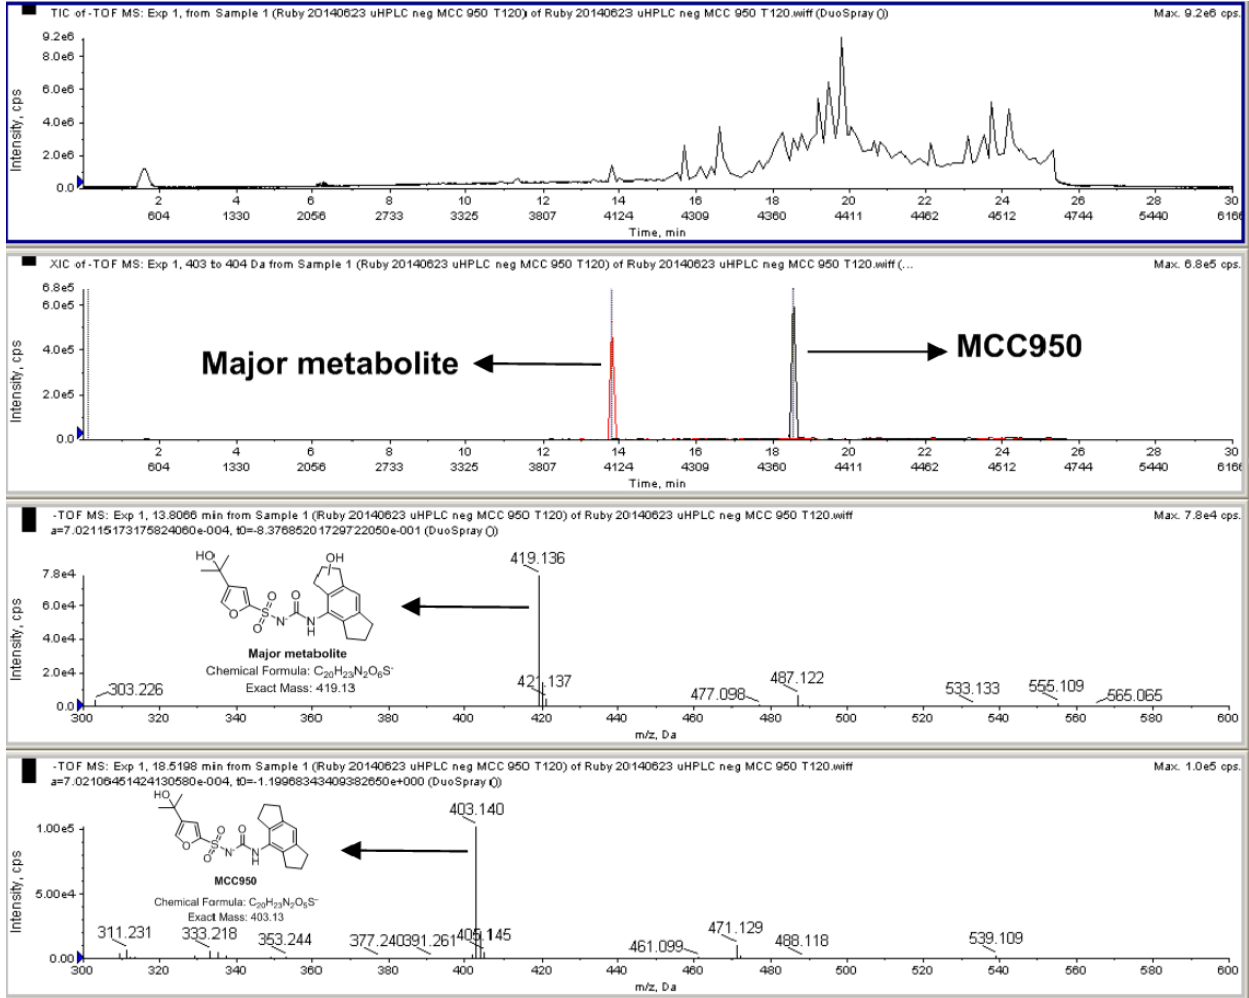 TIC of -TOF MS: Exp 1, from Sample 1 (Ruby 20140623 uHPLC neg MCC 950 T120) of Ruby 20140623 uHPLC neg MCC 950 T120.wiff (DuoSpray ()) Max. 9.2e6 cps.
9.2e6
8.0e6
6.0e6
4.0e6
2.0e6
0.0
Intensity, cps
2 4 6 8 10 12 14 16 18 20 22 24 26 28 30
604 1330 2056 2733 3325 3807 4124 4309 4360 4411 4462 4512 4744 5440 6166
Time, min
XIC of -TOF MS: Exp 1, 403 to 404 Da from Sample 1 (Ruby 20140623 uHPLC neg MCC 950 T120) of Ruby 20140623 uHPLC neg MCC 950 T120.wiff (... Max. 6.8e5 cps.
6.8e5
6.0e5
4.0e5
2.0e5
0.0
Intensity, cps
Major metabolite
MCC950
2 4 6 8 10 12 14 16 18 20 22 24 26 28 30
604 1330 2056 2733 3325 3807 4124 4309 4360 4411 4462 4512 4744 5440 6166
Time, min
-TOF MS: Exp 1, 13.8066 min from Sample 1 (Ruby 20140623 uHPLC neg MCC 950 T120) of Ruby 20140623 uHPLC neg MCC 950 T120.wiff Max. 7.8e4 cps.
a=7.02115173175824060e-004, t0=-8.37685201729722050e-001 (DuoSpray ())
7.8e4
6.0e4
4.0e4
2.0e4
0.0
Intensity, cps
HO OH
O O O
O S N N
O H
Major metabolite
Chemical Formula: C₂₀H₂₃N₂O₆S⁻
Exact Mass: 419.13
419.136
303.226 421.137 477.098 487.122 533.133 555.109 565.065
300 320 340 360 380 400 420 440 460 480 500 520 540 560 580 600
m/z, Da
-TOF MS: Exp 1, 18.5198 min from Sample 1 (Ruby 20140623 uHPLC neg MCC 950 T120) of Ruby 20140623 uHPLC neg MCC 950 T120.wiff Max. 1.0e5 cps.
a=7.02106451424130580e-004, t0=-1.19968343409382650e+000 (DuoSpray ())
1.00e5
5.00e4
0.00
Intensity, cps
HO
O O O
O S N N
O H
MCC950
Chemical Formula: C₂₀H₂₃N₂O₅S⁻
Exact Mass: 403.13
403.140
311.231 333.218 353.244 377.240 391.261 405.145 461.099 471.129 488.118 539.109
300 320 340 360 380 400 420 440 460 480 500 520 540 560 580 600
m/z, Da